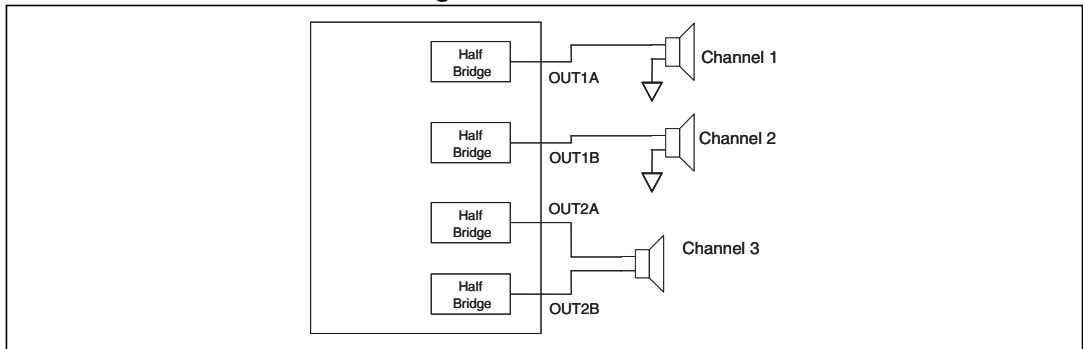 Half
Bridge
OUT1A
Channel 1
Half
Bridge
OUT1B
Channel 2
Half
Bridge
OUT2A
Channel 3
Half
Bridge
OUT2B